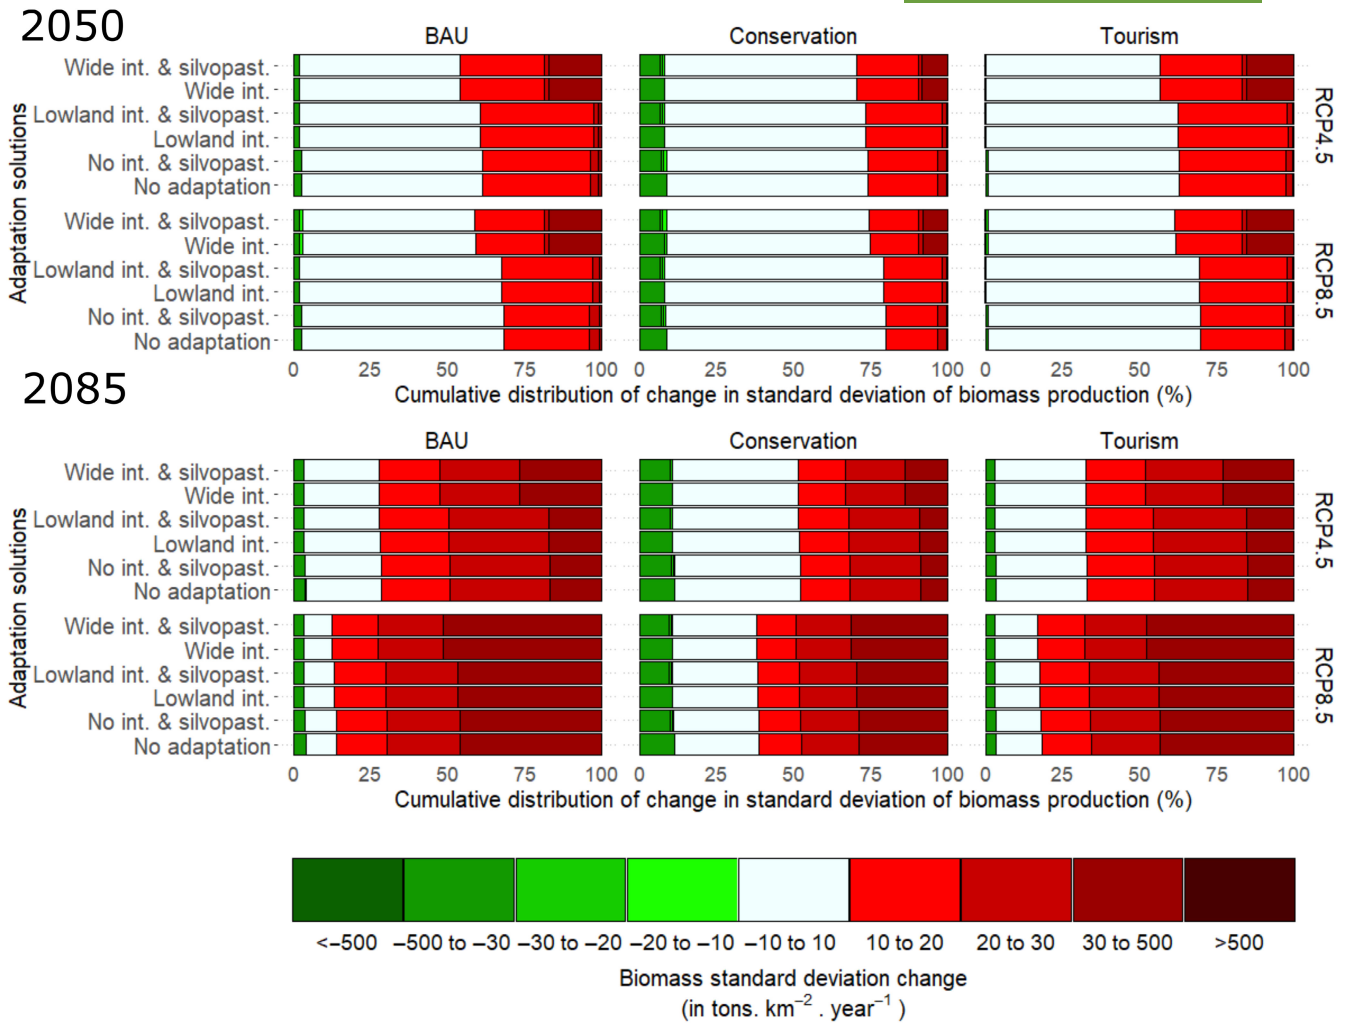 2050
BAU Conservation Tourism
Adaptation solutions
Wide int. & silvopast.
Wide int.
Lowland int. & silvopast.
Lowland int.
No int. & silvopast.
No adaptation
RCP4.5
Wide int. & silvopast.
Wide int.
Lowland int. & silvopast.
Lowland int.
No int. & silvopast.
No adaptation
RCP8.5
0 25 50 75 100 0 25 50 75 100 0 25 50 75 100
Cumulative distribution of change in standard deviation of biomass production (%)
2085
BAU Conservation Tourism
Adaptation solutions
Wide int. & silvopast.
Wide int.
Lowland int. & silvopast.
Lowland int.
No int. & silvopast.
No adaptation
RCP4.5
Wide int. & silvopast.
Wide int.
Lowland int. & silvopast.
Lowland int.
No int. & silvopast.
No adaptation
RCP8.5
0 25 50 75 100 0 25 50 75 100 0 25 50 75 100
Cumulative distribution of change in standard deviation of biomass production (%)
<−500 −500 to −30 −30 to −20 −20 to −10 −10 to 10 10 to 20 20 to 30 30 to 500 >500
Biomass standard deviation change
(in tons. km⁻² . year⁻¹ )